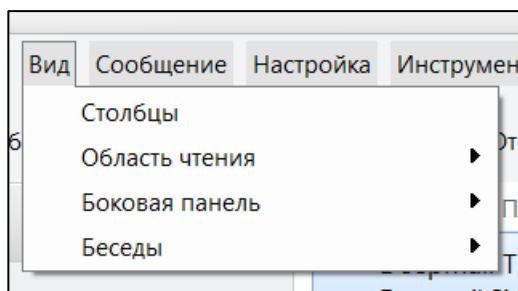 Вид Сообщение Настройка
Столбцы
Область чтения
Боковая панель
Беседы